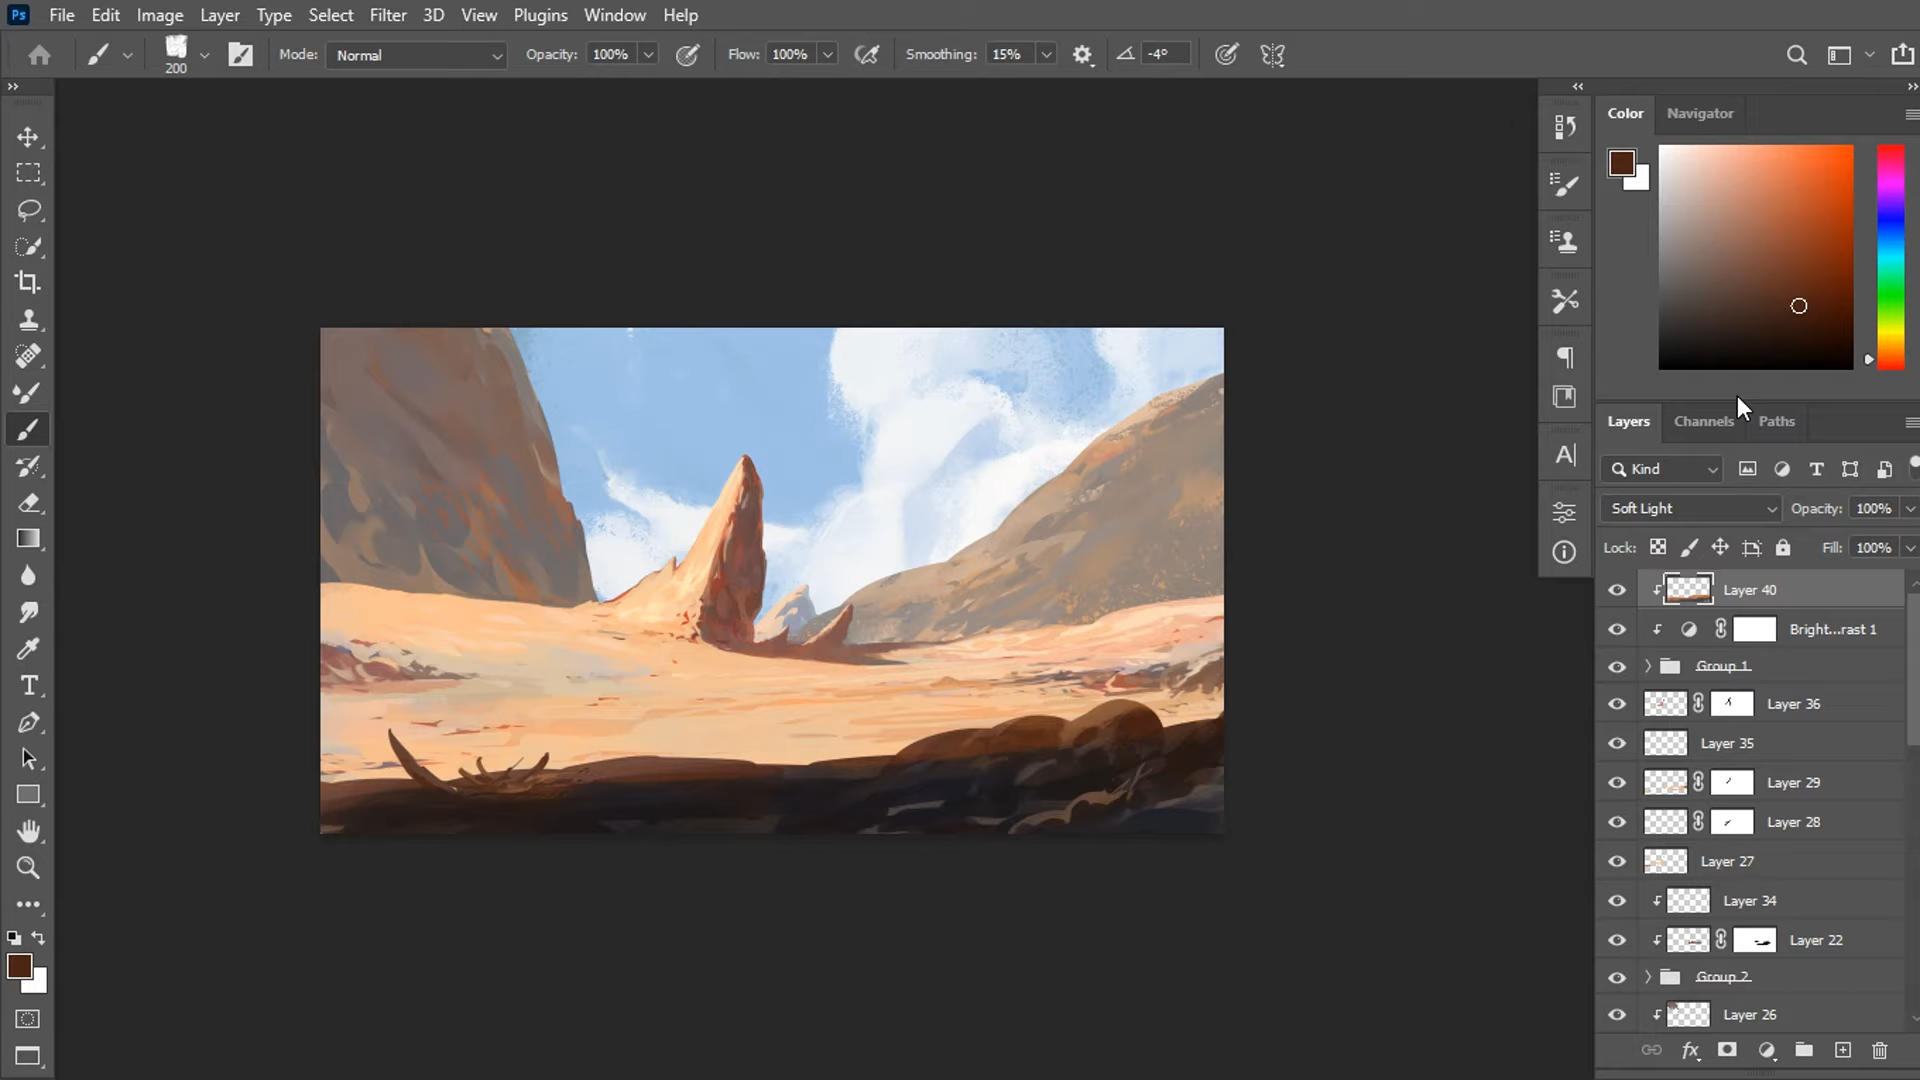 Ps File Edit Image Layer Type Select Filter 3D View Plugins Window Help
200 Mode: Normal Opacity: 100% Flow: 100% Smoothing: 15% -4°
Color Navigator
Layers Channels Paths
Kind
Soft Light Opacity: 100%
Lock: Fill: 100%
Layer 40
Bright...rast 1
Group 1
Layer 36
Layer 35
Layer 29
Layer 28
Layer 27
Layer 34
Layer 22
Group 2
Layer 26
fx